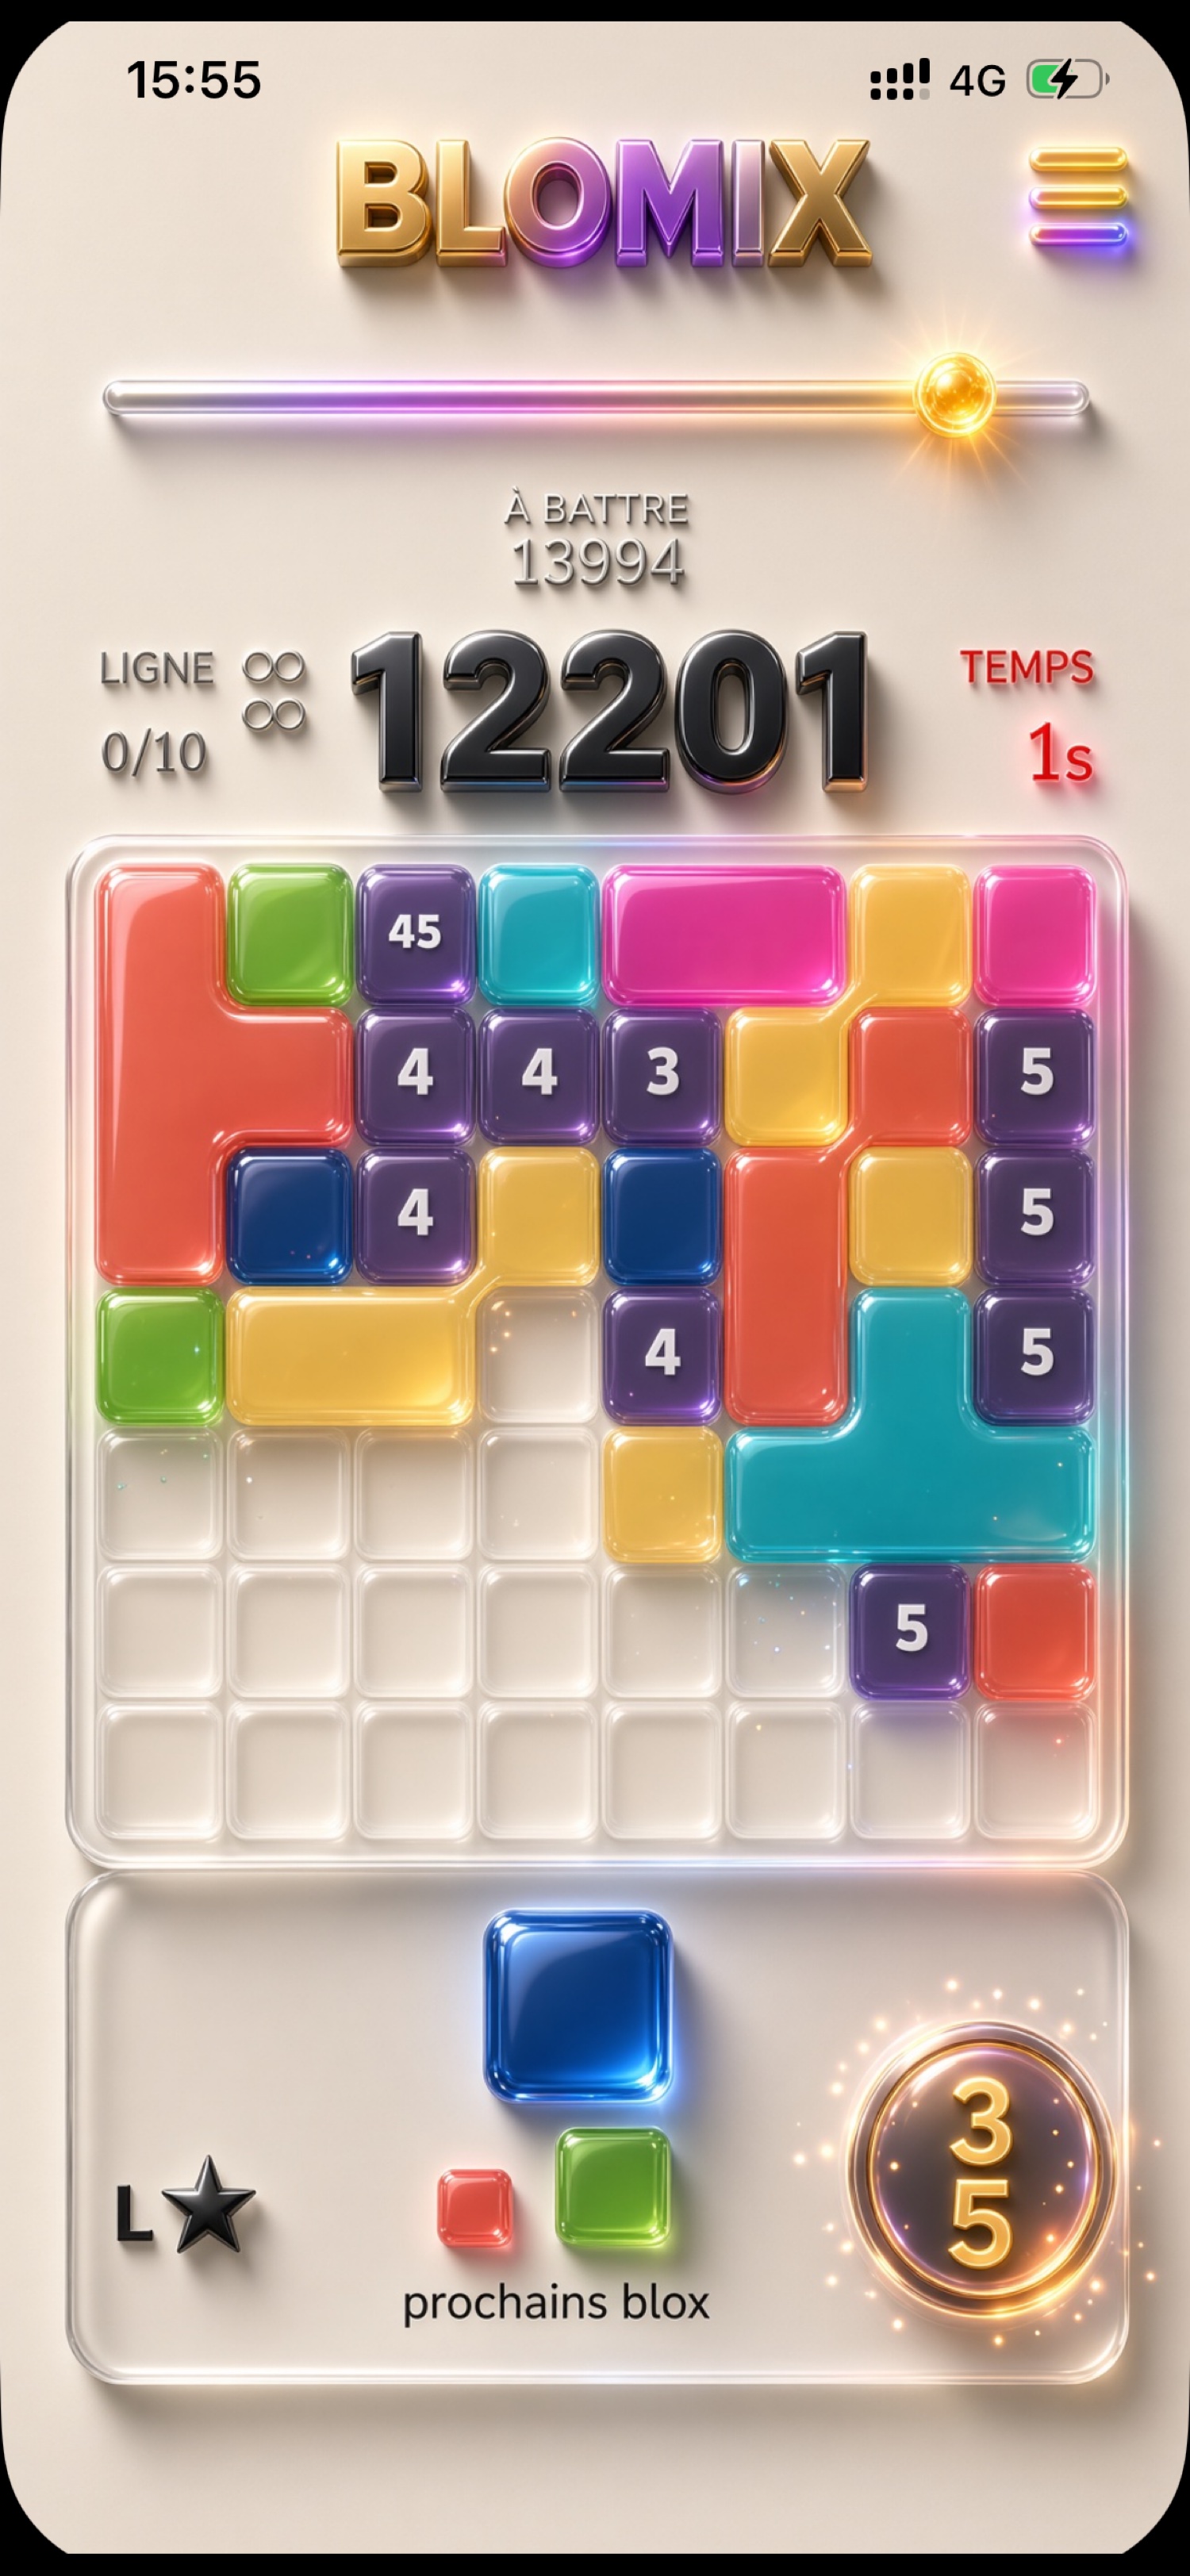 15:55 4G
BLOMIX
À BATTRE
13994
LIGNE ∞ 12201 TEMPS
0/10 ∞ 1s
45
4 4 3 5
4 5
4 5
5
L★ 3
5
prochains blox